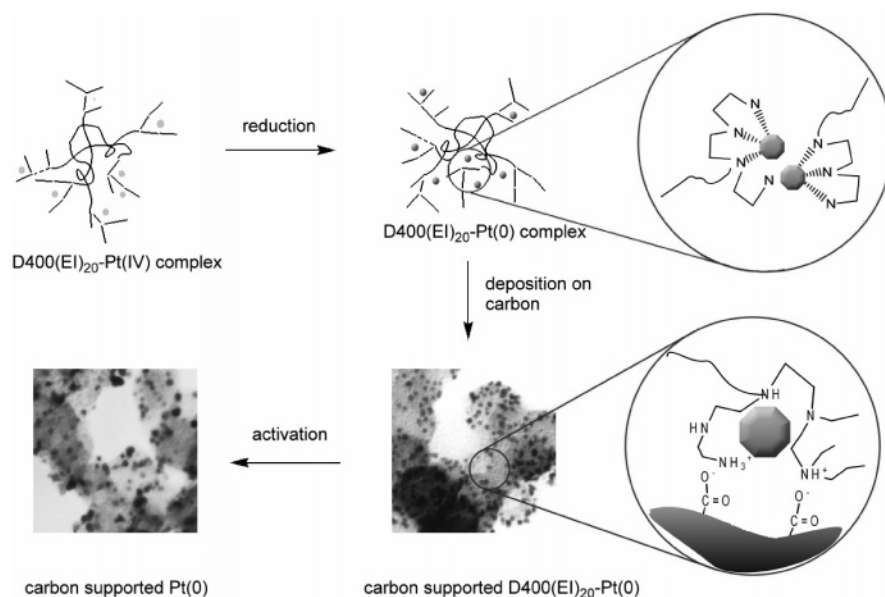 reduction
D400(EI)20-Pt(IV) complex
D400(EI)20-Pt(0) complex
N
N
N
N
N
N
N
N
deposition on
carbon
activation
NH
HN
N
NH3+
NH+
O-
O-
C=O
C=O
carbon supported Pt(0)
carbon supported D400(EI)20-Pt(0)